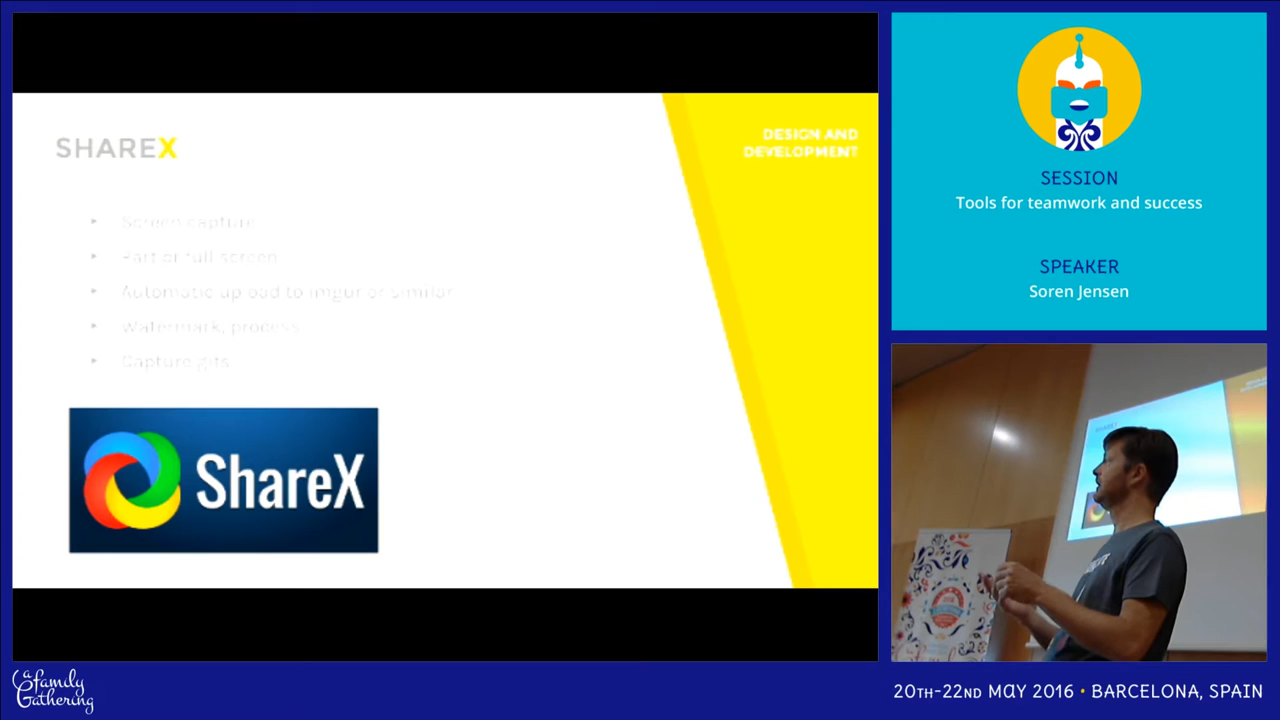 SHAREX
DESIGN AND
DEVELOPMENT
Screen capture
Part or full screen
Automatic upload to imgur or similar
Watermark, process
Capture gifs
ShareX
SESSION
Tools for teamwork and success
SPEAKER
Soren Jensen
a family
Gathering
20TH-22ND MAY 2016 • BARCELONA, SPAIN